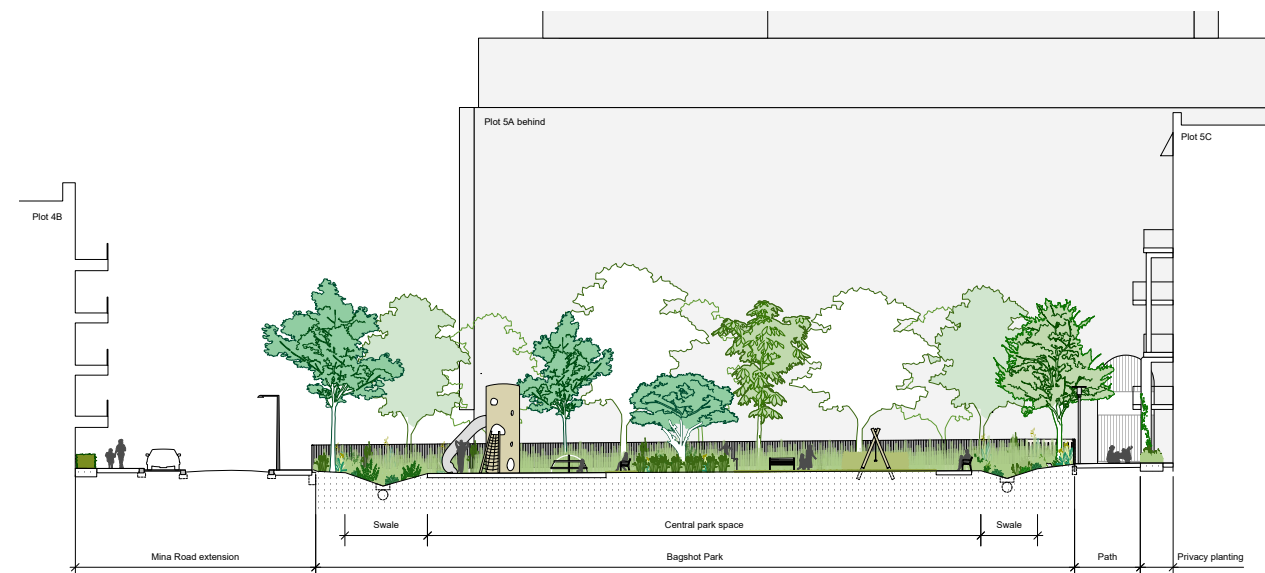 Plot 5A behind
Plot 5C
Plot 4B
Swale
Central park space
Swale
Mina Road extension
Bagshot Park
Path
Privacy planting